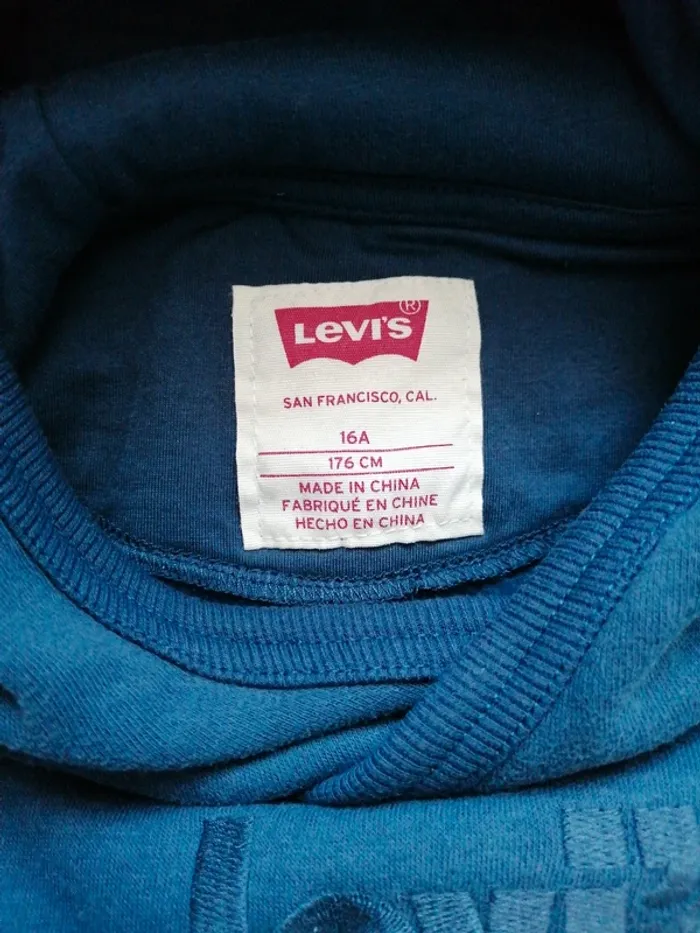 LEVI'S®
SAN FRANCISCO, CAL.
16A
176 CM
MADE IN CHINA
FABRIQUÉ EN CHINE
HECHO EN CHINA